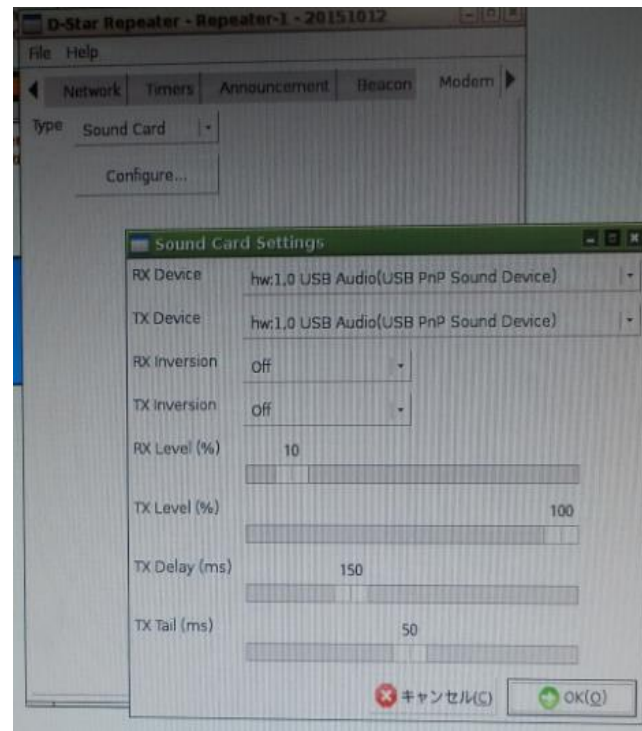 D-Star Repeater - Repeater-1 - 20151012
File Help
Network Timers Announcement Beacon Modem
Type Sound Card
Configure...
Sound Card Settings
RX Device hw:1,0 USB Audio(USB PnP Sound Device)
TX Device hw:1,0 USB Audio(USB PnP Sound Device)
RX Inversion Off
TX Inversion Off
RX Level (%) 10
TX Level (%) 100
TX Delay (ms) 150
TX Tail (ms) 50
キャンセル(C) OK(O)